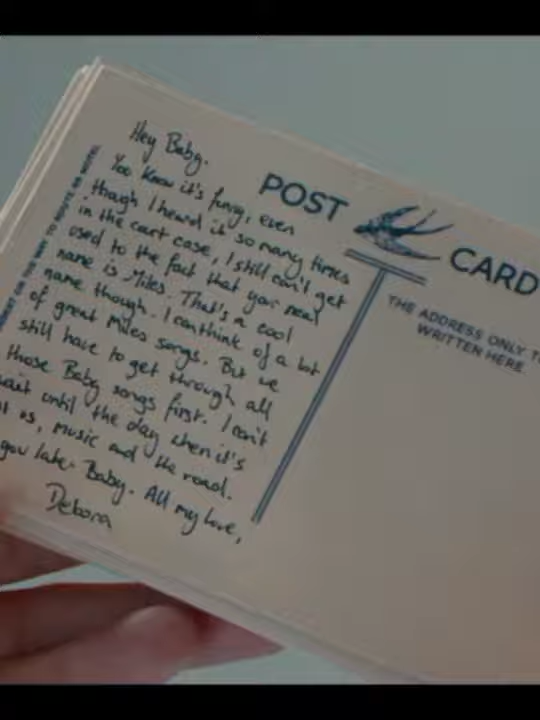 Hey Baby.
You know it's funny, even
though I heard it so many times
in the cart case, I still can't get
used to the fact that your real
name is Miles. That's a cool
name though. I can think of a lot
of great Miles songs. But we
still have to get through all
those Baby songs first. I can't
wait until the day when it's
us, music and the road.
you later Baby. All my love,
Debora
POST CARD
THE ADDRESS ONLY TO
WRITTEN HERE